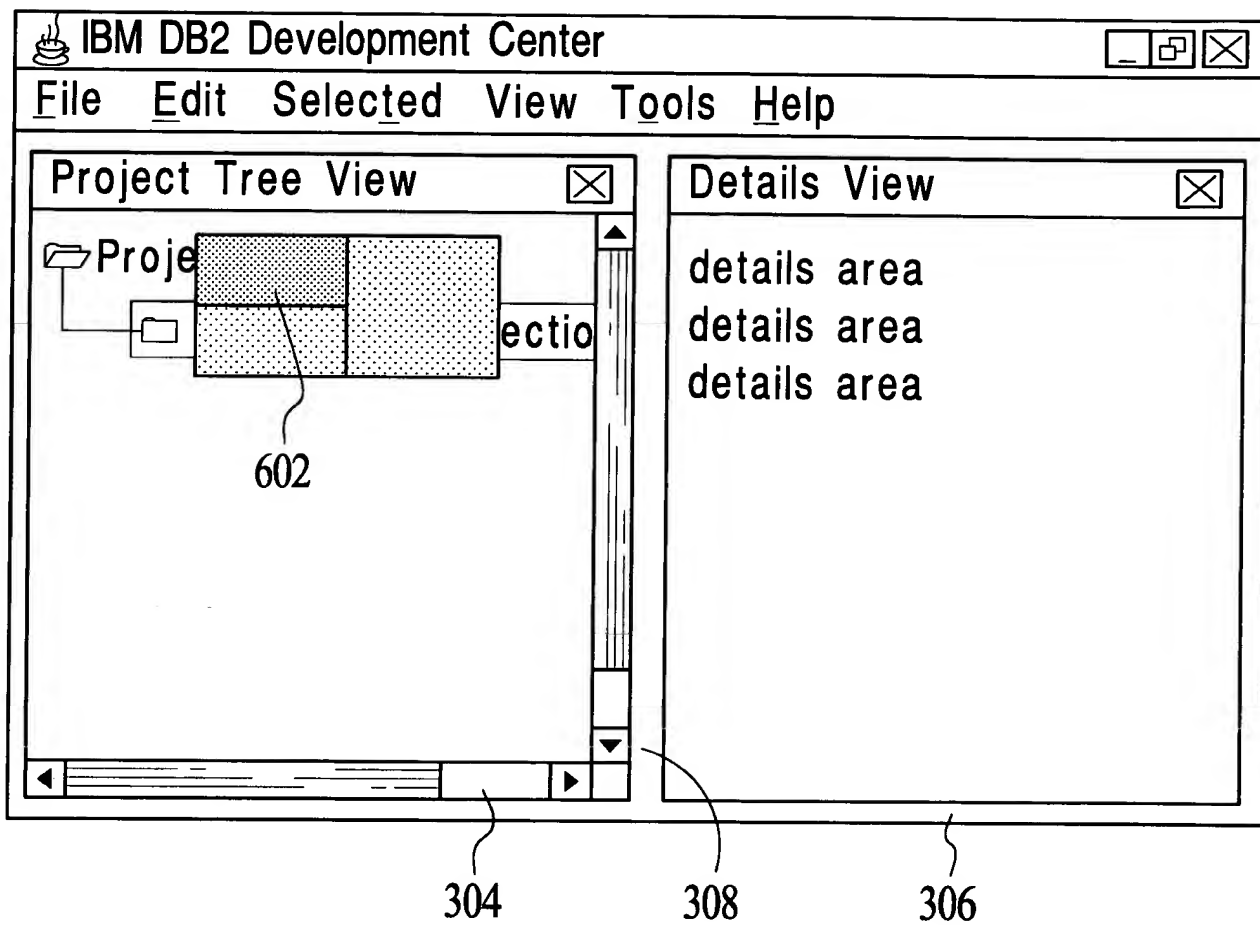 IBM DB2 Development Center
File Edit Selected View Tools Help
Project Tree View
Proje
ectio
602
Details View
details area
details area
details area
304 308 306